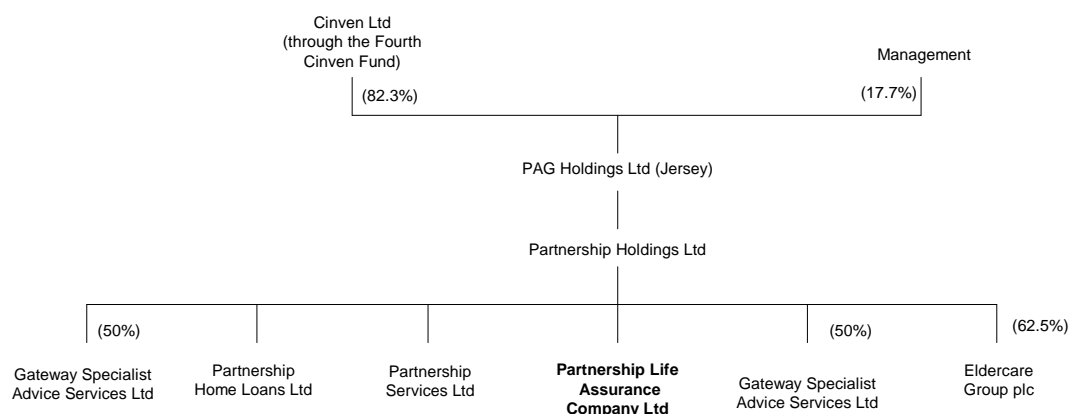 Cinven Ltd
(through the Fourth
Cinven Fund)
Management
(82.3%)
(17.7%)
PAG Holdings Ltd (Jersey)
Partnership Holdings Ltd
(50%)
(50%)
(62.5%)
Gateway Specialist
Advice Services Ltd
Partnership
Home Loans Ltd
Partnership
Services Ltd
Partnership Life
Assurance
Company Ltd
Gateway Specialist
Advice Services Ltd
Eldercare
Group plc